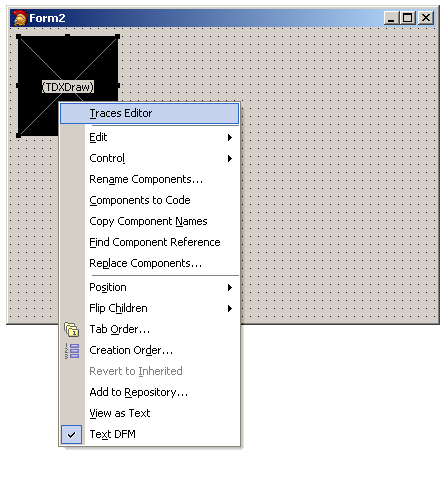 Form2
(TDXDraw)
Traces Editor
Edit
Control
Rename Components...
Components to Code
Copy Component Names
Find Component Reference
Replace Components...
Position
Flip Children
Tab Order...
Creation Order...
Revert to Inherited
Add to Repository...
View as Text
Text DFM